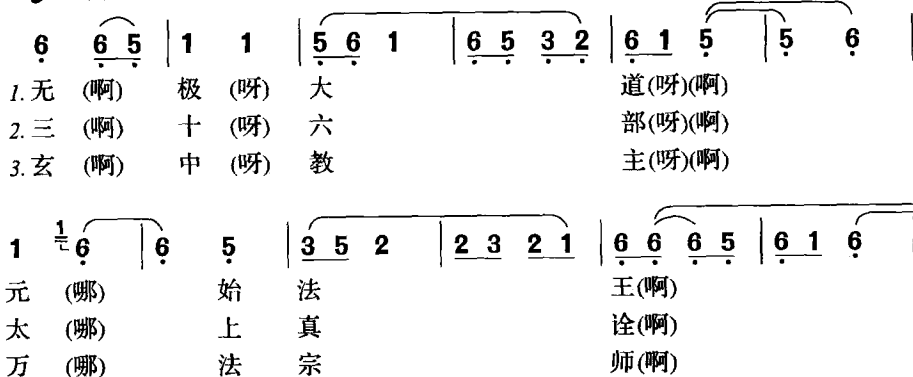 6 6 5 | 1 1 | 5 6 1 | 6 5 3 2 | 6 1 5 | 5 6 |
1.无 (啊) 极 (呀) 大 道(呀)(啊)
2.三 (啊) 十 (呀) 六 部(呀)(啊)
3.玄 (啊) 中 (呀) 教 主(呀)(啊)
1 1 6 | 6 5 | 3 5 2 | 2 3 2 1 | 6 6 6 5 | 6 1 6
元 (哪) 始 法 王(啊)
太 (哪) 上 真 诠(啊)
万 (哪) 法 宗 师(啊)